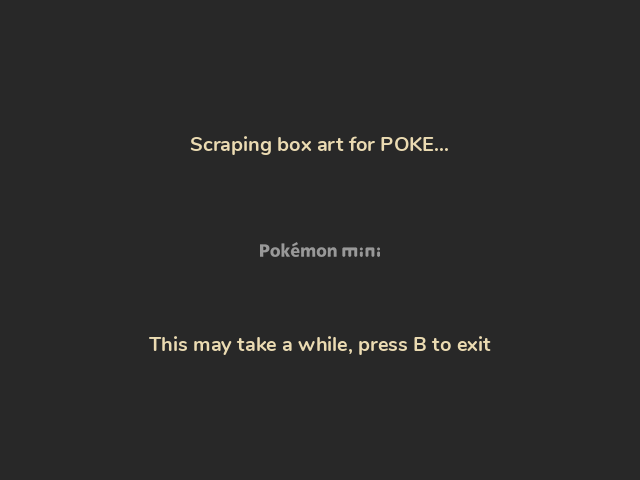 Scraping box art for POKE...
Pokémon mini
This may take a while, press B to exit